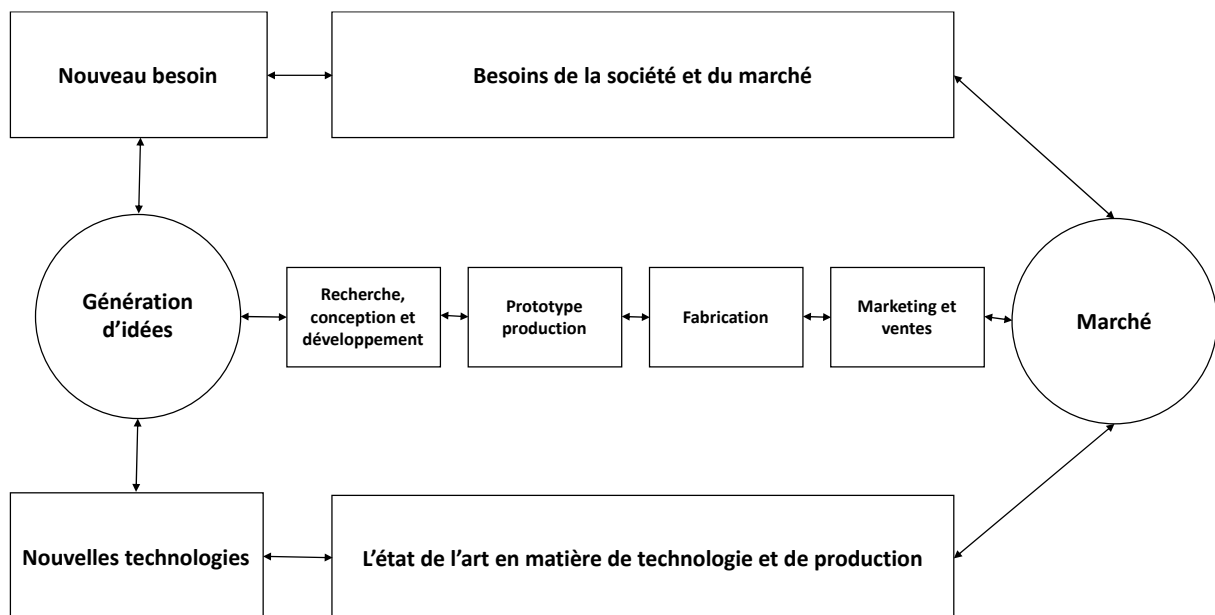 Nouveau besoin
Besoins de la société et du marché
Génération
d’idées
Recherche,
conception et
développement
Prototype
production
Fabrication
Marketing et
ventes
Marché
Nouvelles technologies
L’état de l’art en matière de technologie et de production